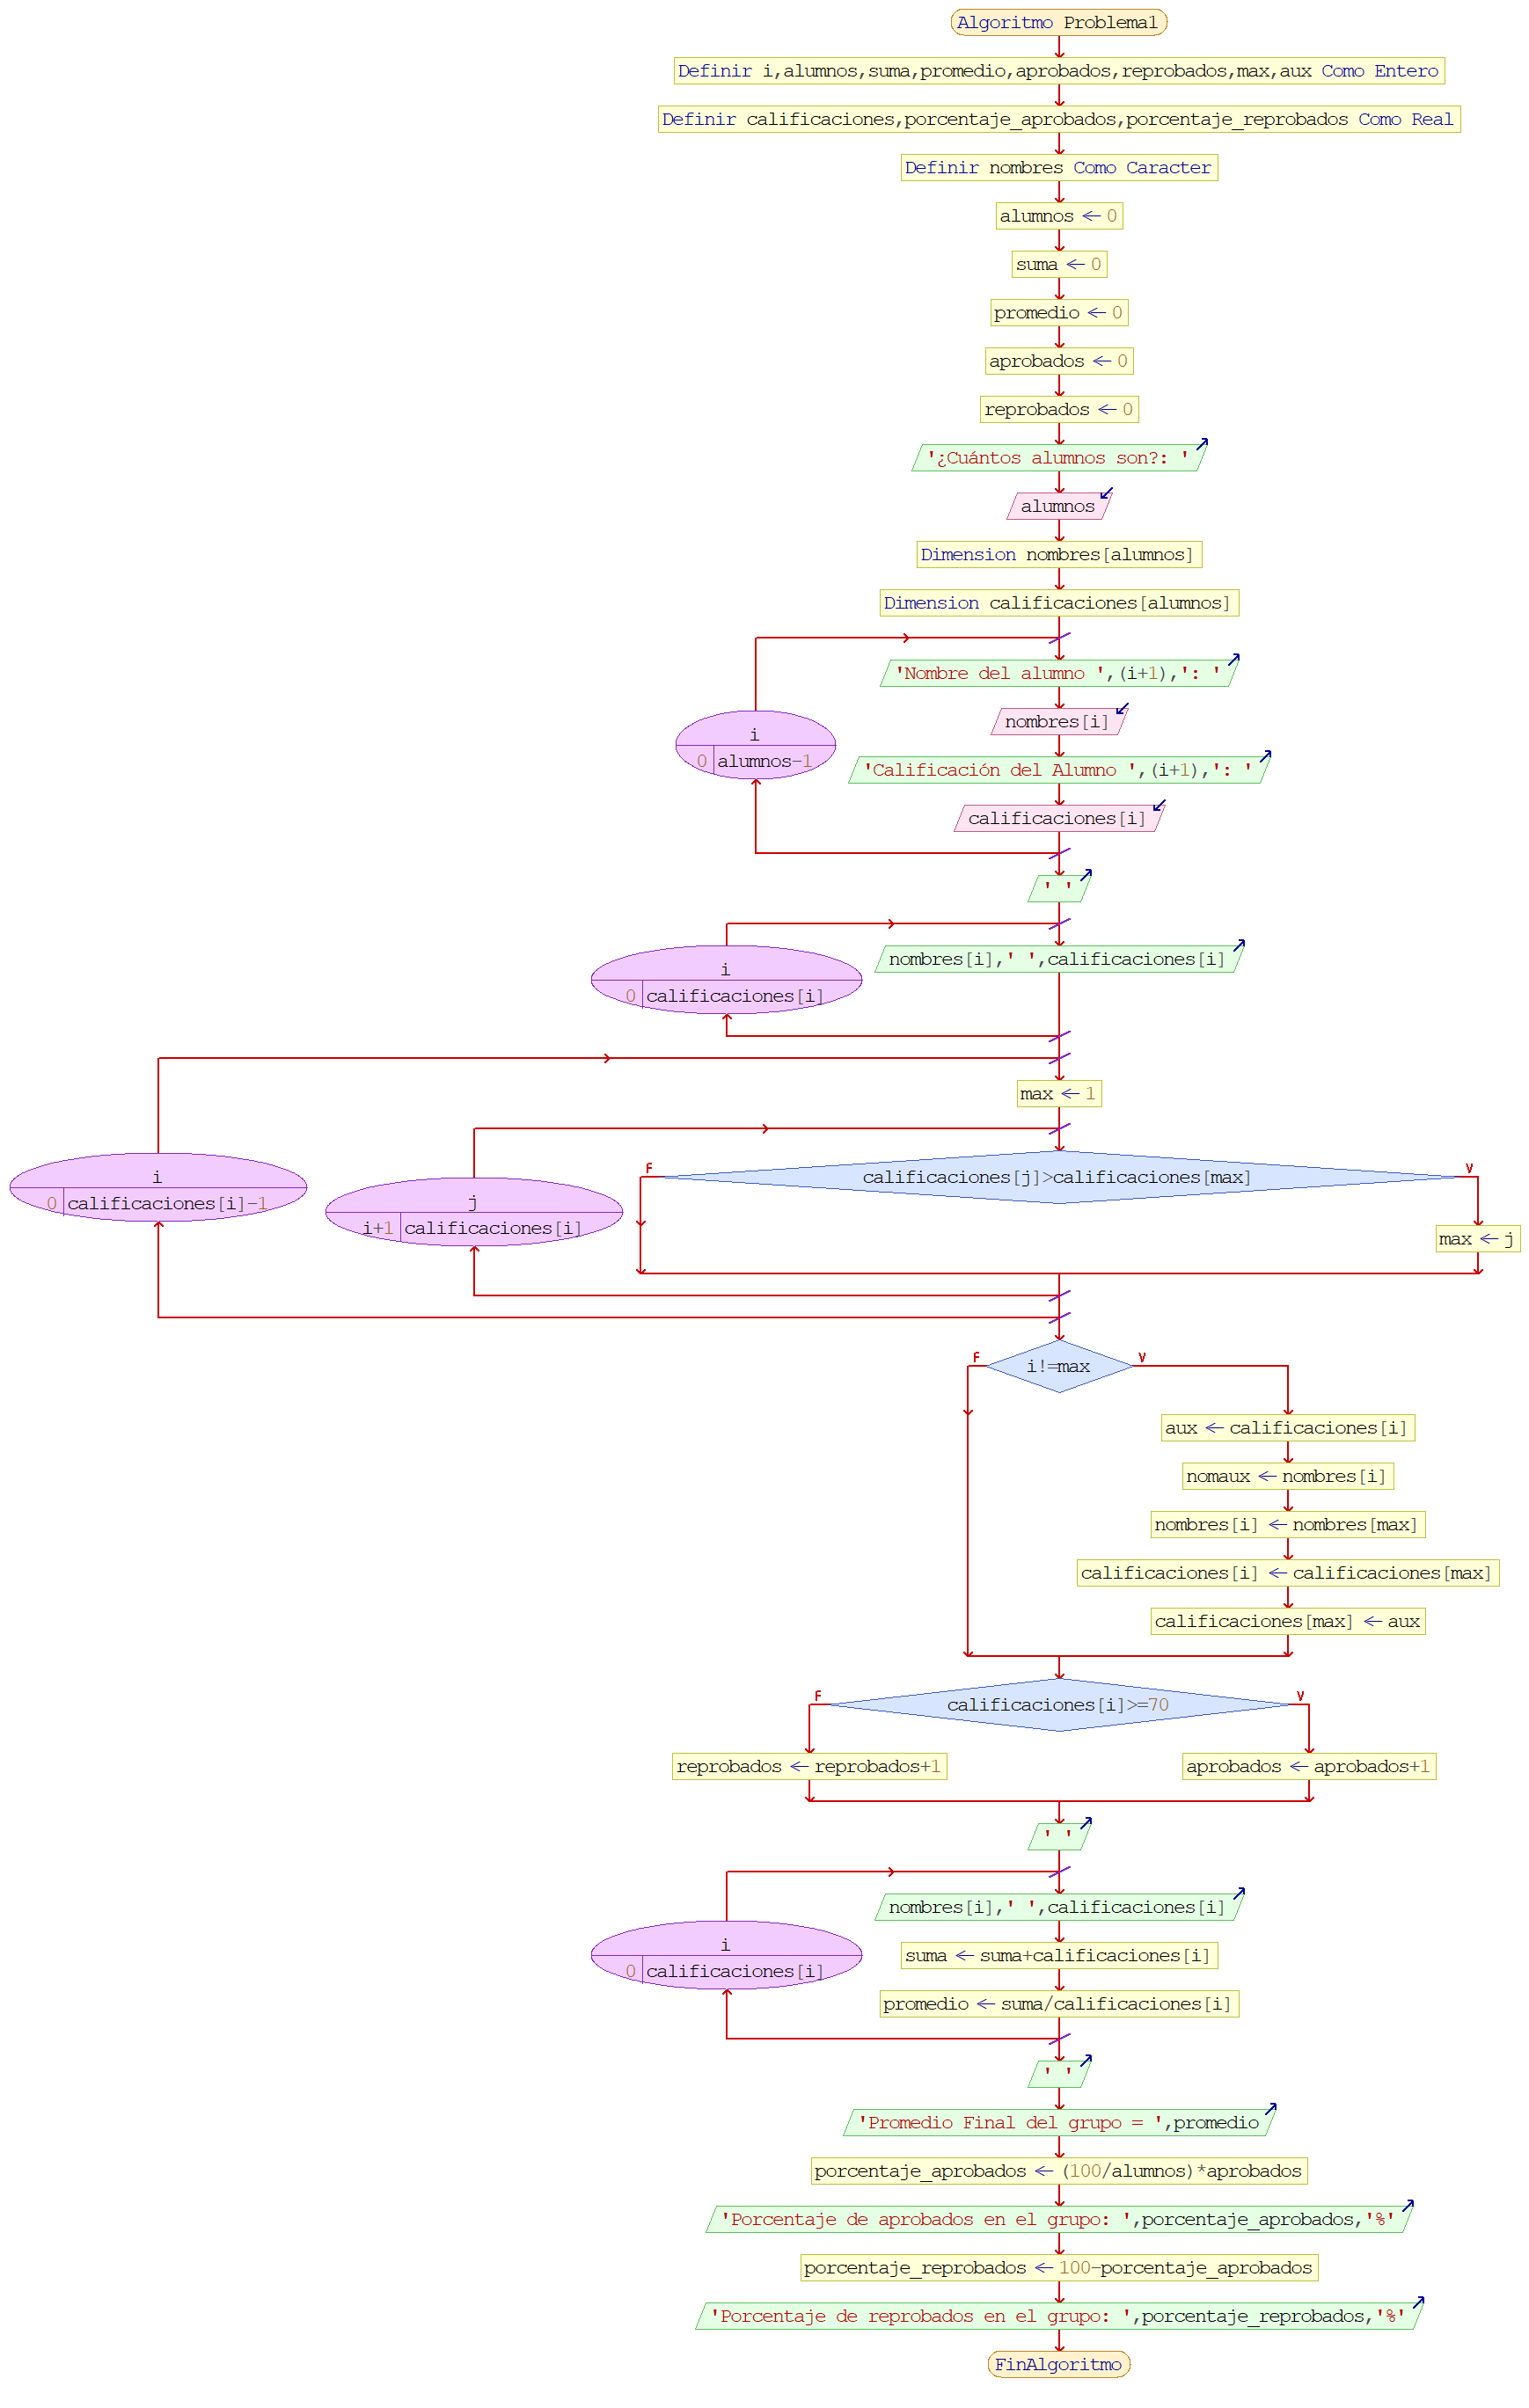 Algoritmo Problema1
Definir i,alumnos,suma,promedio,aprobados,reprobados,max,aux Como Entero
Definir calificaciones,porcentaje_aprobados,porcentaje_reprobados Como Real
Definir nombres Como Caracter
alumnos ← 0
suma ← 0
promedio ← 0
aprobados ← 0
reprobados ← 0
'¿Cuántos alumnos son?: '
alumnos
Dimension nombres[alumnos]
Dimension calificaciones[alumnos]
'Nombre del alumno ',(i+1),': '
nombres[i]
i
0 alumnos-1
'Calificación del Alumno ',(i+1),': '
calificaciones[i]
' '
nombres[i],' ',calificaciones[i]
i
0 calificaciones[i]
max ← 1
i
0 calificaciones[i]-1
j
i+1 calificaciones[i]
F
V
calificaciones[j]>calificaciones[max]
max ← j
F
V
i!=max
aux ← calificaciones[i]
nomaux ← nombres[i]
nombres[i] ← nombres[max]
calificaciones[i] ← calificaciones[max]
calificaciones[max] ← aux
F
V
calificaciones[i]>=70
reprobados ← reprobados+1
aprobados ← aprobados+1
' '
nombres[i],' ',calificaciones[i]
i
0 calificaciones[i]
suma ← suma+calificaciones[i]
promedio ← suma/calificaciones[i]
' '
'Promedio Final del grupo = ',promedio
porcentaje_aprobados ← (100/alumnos)*aprobados
'Porcentaje de aprobados en el grupo: ',porcentaje_aprobados,'%'
porcentaje_reprobados ← 100-porcentaje_aprobados
'Porcentaje de reprobados en el grupo: ',porcentaje_reprobados,'%'
FinAlgoritmo